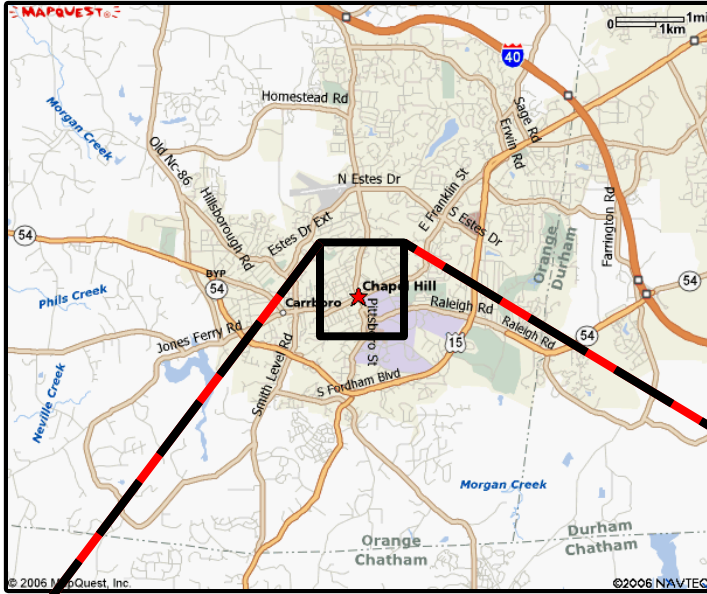 MAPQUEST®
0 1mi
1km
40
Morgan Creek
Homestead Rd
Sage Rd
Erwin Rd
Old Nc-86
N Estes Dr
E Franklin St
S Estes Dr
Hillsborough Rd
Estes Dr Ext
Farrington Rd
54
Orange
Durham
BYP
54
54
Phils Creek
Chapel Hill
Carrboro
Pittsboro St
Raleigh Rd
Raleigh Rd
54
Jones Ferry Rd
15
Smith Level Rd
S Fordham Blvd
Neville Creek
Morgan Creek
Orange
Chatham
Durham
Chatham
© 2006 MapQuest, Inc.
©2006 NAVTEQ